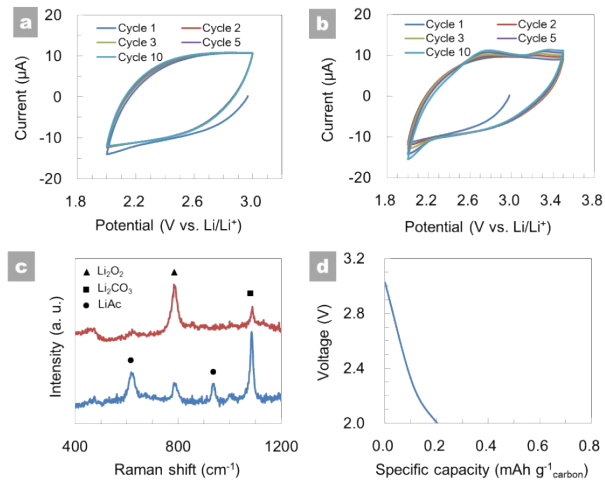 a
20
10
0
-10
-20
Current (µA)
Cycle 1
Cycle 2
Cycle 3
Cycle 5
Cycle 10
1.8 2.2 2.6 3.0
Potential (V vs. Li/Li⁺)
b
20
10
0
-10
-20
Current (µA)
Cycle 1
Cycle 2
Cycle 3
Cycle 5
Cycle 10
1.8 2.2 2.6 3.0 3.4 3.8
Potential (V vs. Li/Li⁺)
c
▲ Li₂O₂
■ Li₂CO₃
● LiAc
Intensity (a. u.)
400 800 1200
Raman shift (cm⁻¹)
d
3.2
2.8
2.4
2.0
Voltage (V)
0.0 0.2 0.4 0.6 0.8
Specific capacity (mAh g⁻¹carbon)